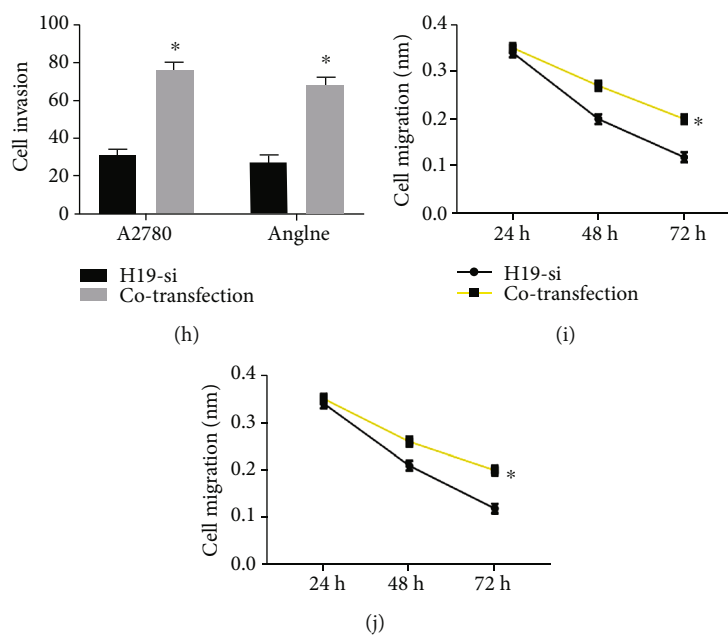 100
80
60
40
20
0
Cell invasion
*
*
A2780
AngIne
H19-si
Co-transfection
(h)
0.4
0.3
0.2
0.1
0.0
Cell migration (nm)
*
24 h 48 h 72 h
H19-si
Co-transfection
(i)
0.4
0.3
0.2
0.1
0.0
Cell migration (nm)
*
24 h 48 h 72 h
(j)